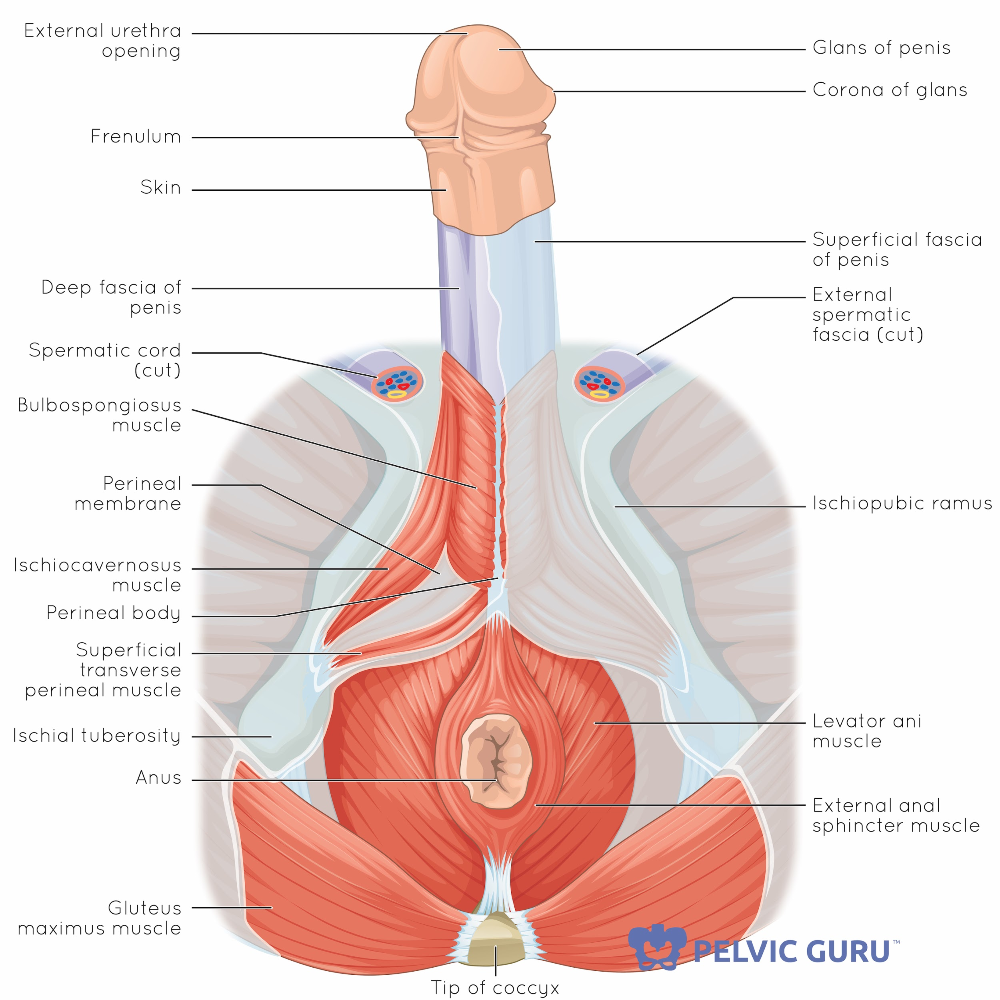 External urethra
opening
Frenulum
Skin
Deep fascia of
penis
Spermatic cord
(cut)
Bulbospongiosus
muscle
Perineal
membrane
Ischiocavernosus
muscle
Perineal body
Superficial
transverse
perineal muscle
Ischial tuberosity
Anus
Gluteus
maximus muscle
Glans of penis
Corona of glans
Superficial fascia
of penis
External
spermatic
fascia (cut)
Ischiopubic ramus
Levator ani
muscle
External anal
sphincter muscle
PELVIC GURU™
Tip of coccyx